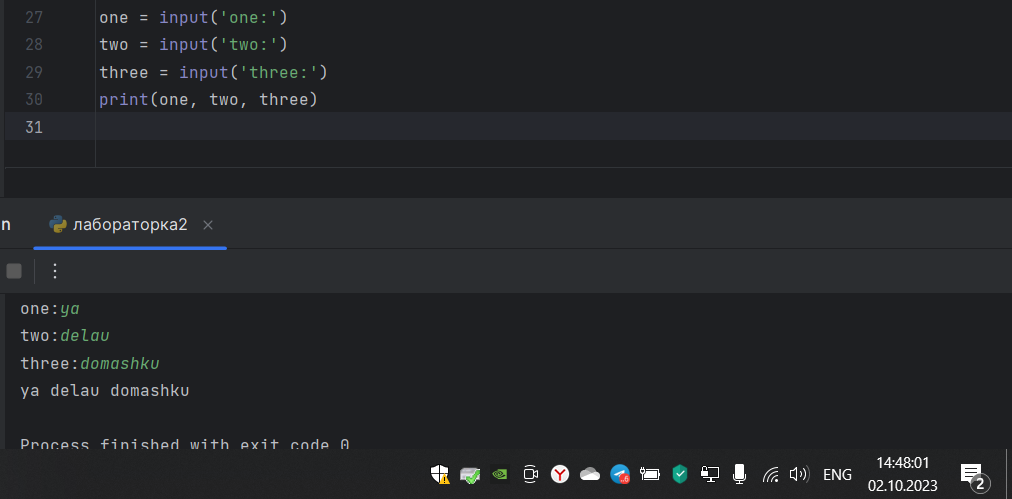 27 one = input('one:')
28 two = input('two:')
29 three = input('three:')
30 print(one, two, three)
31
n лабораторка2
one:ya
two:delau
three:domashku
ya delau domashku
Process finished with exit code 0
ENG 14:48:01
02.10.2023 2